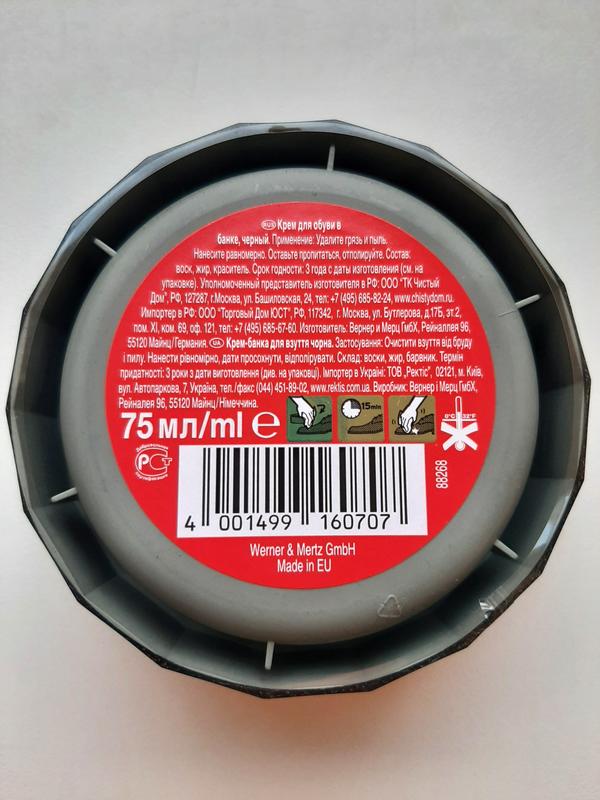 RUS Крем для обуви в
банке, черный. Применение: Удалите грязь и пыль.
Нанесите равномерно. Оставьте пропитаться, отполируйте. Состав:
воск, жир, краситель. Срок годности: 3 года с даты изготовления (см. на
упаковке). Уполномоченный представитель изготовителя в РФ: ООО "ТК Чистый
Дом", РФ, 127287, г.Москва, ул. Башиловская, 24, тел: +7 (495) 685-82-24, www.chistydom.ru.
Импортер в РФ: ООО "Торговый Дом ЮСТ", РФ, 117342, г. Москва, ул. Бутлерова, д.17Б, эт.2,
пом. XI, ком. 69, оф. 121, тел: +7 (495) 685-67-60. Изготовитель: Вернер и Мерц ГмбХ, Рейналлея 96,
55120 Майнц/Германия. UA Крем-банка для взуття чорна. Застосування: Очистити взуття від бруду
і пилу. Нанести рівномірно, дати просохнути, відполірувати. Склад: воски, жир, барвник. Термін
придатності: 3 роки з дати виготовлення (див. на упаковці). Імпортер в Україні: ТОВ „Ректіс", 02121, м. Київ,
вул. Автопаркова, 7, Україна, тел./факс (044) 451-89-02, www.rektis.com.ua. Виробник: Вернер і Мерц ГмбХ,
Рейналея 96, 55120 Майнц/Німеччина.
75 мл/ml e
15min
0°C 32°F
Добровольная
РСТ
сертификация
88268
4 001499 160707
Werner & Mertz GmbH
Made in EU